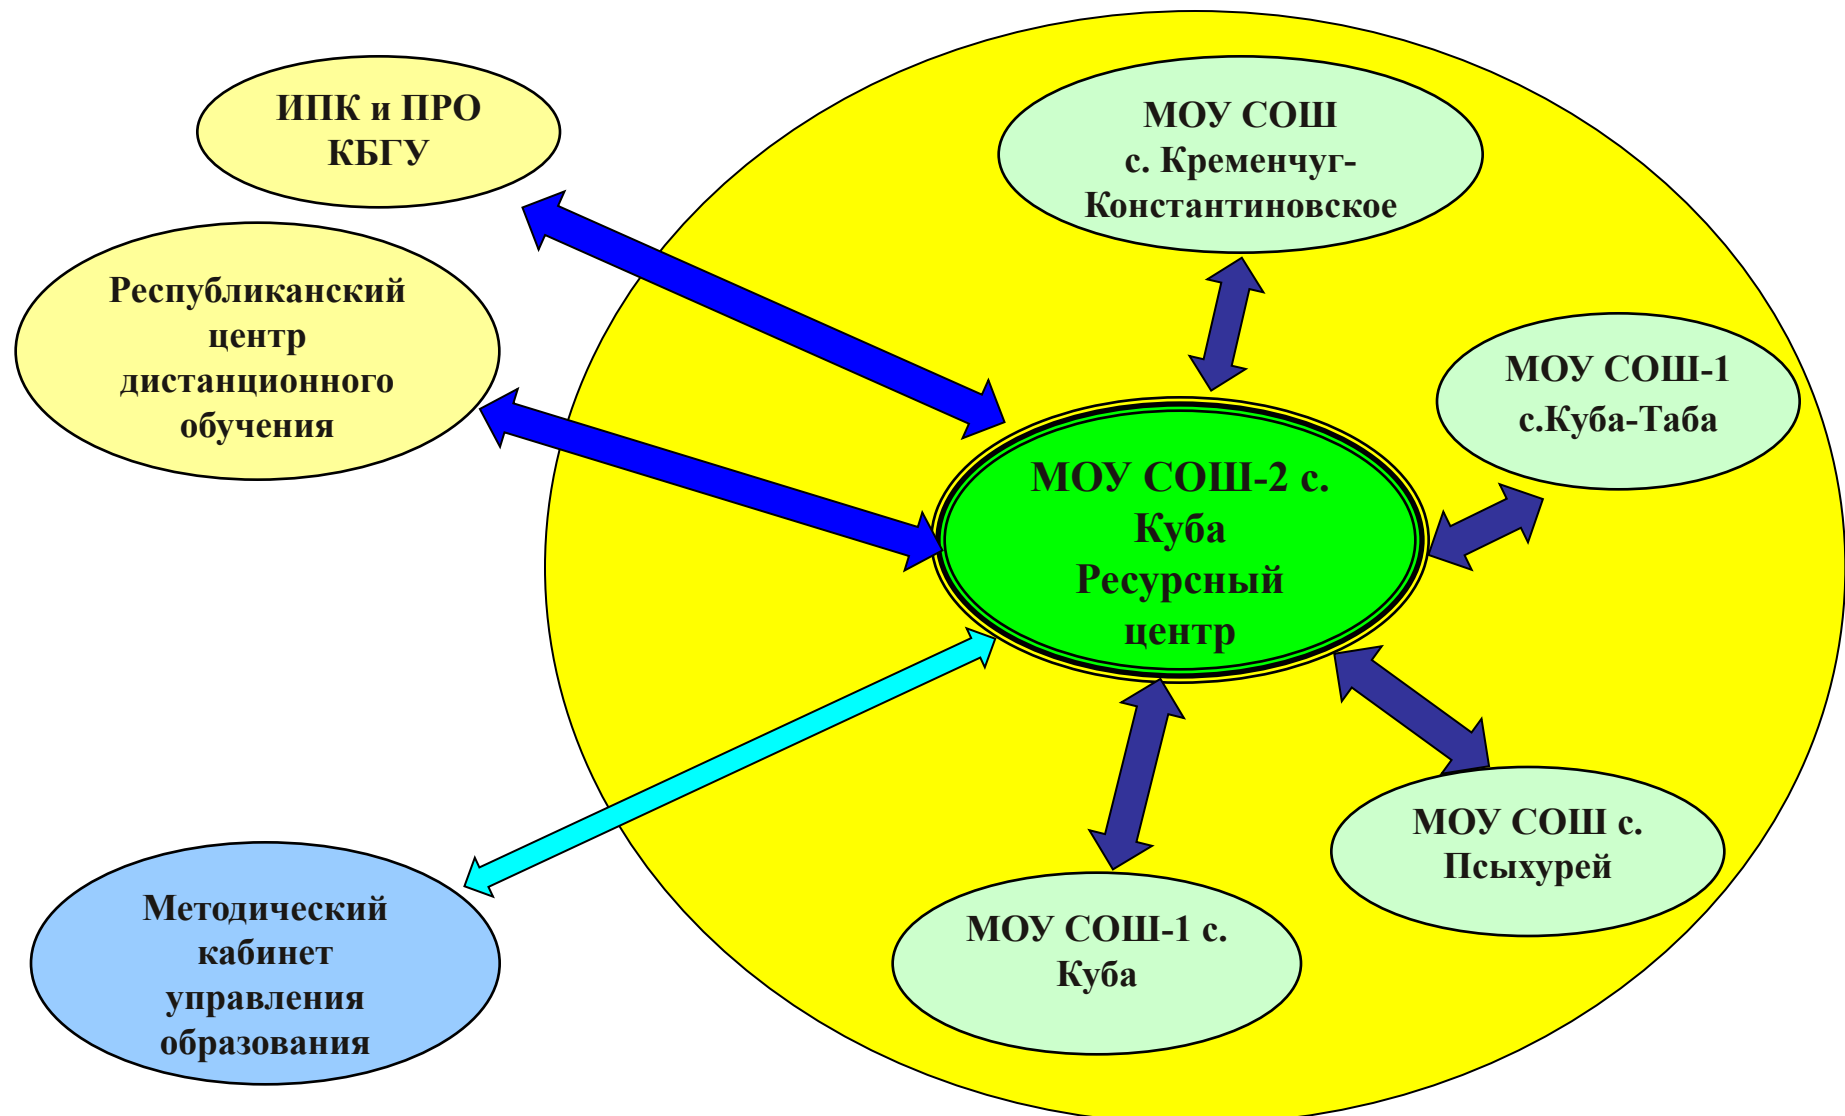 ИПК и ПРО
КБГУ
Республиканский
центр
дистанционного
обучения
Методический
кабинет
управления
образования
МОУ СОШ
с. Кременчуг-
Константиновское
МОУ СОШ-1
с.Куба-Таба
МОУ СОШ-2 с.
Куба
Ресурсный
центр
МОУ СОШ с.
Псыхурей
МОУ СОШ-1 с.
Куба